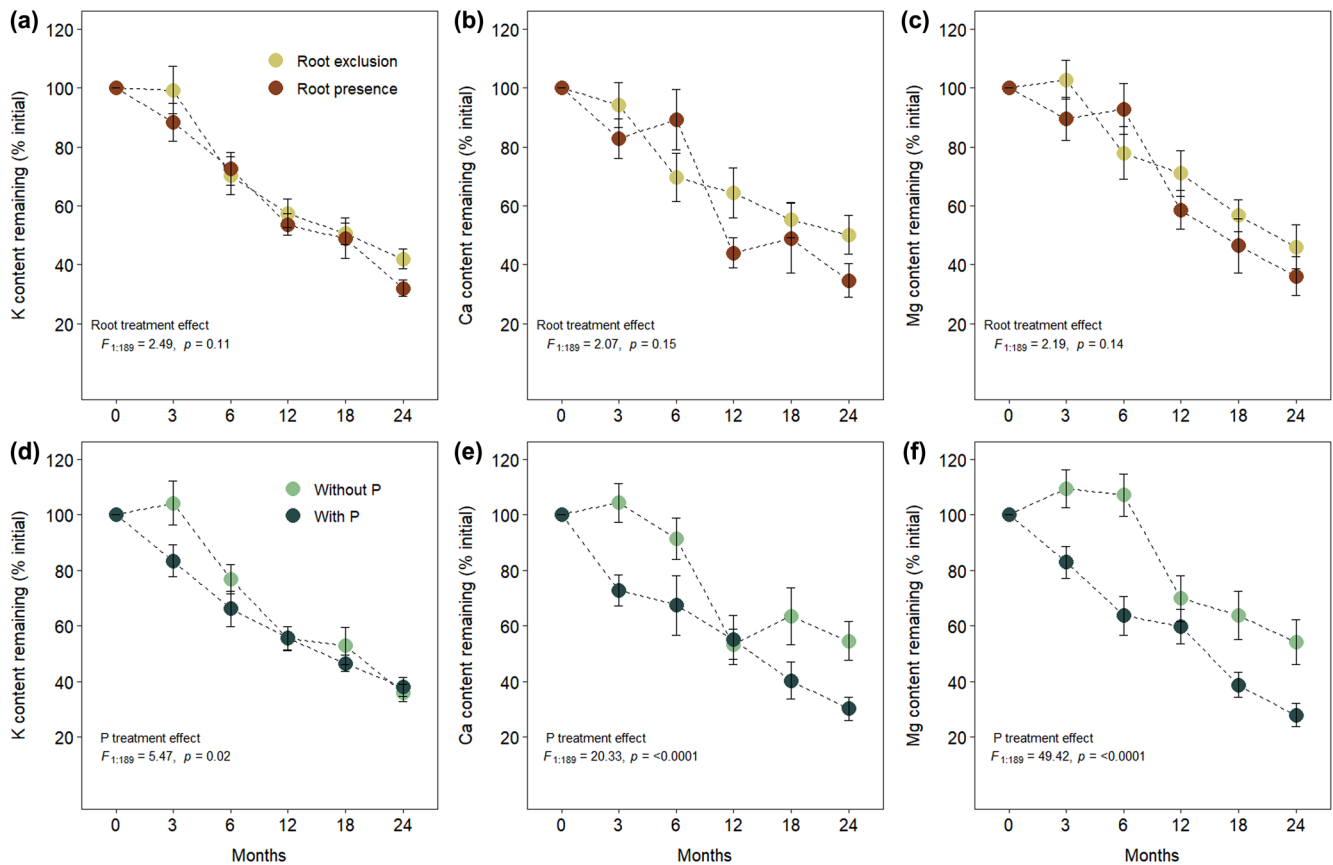 (a)
K content remaining (% initial)
120
100
80
60
40
20
Root exclusion
Root presence
Root treatment effect
F 1:189 = 2.49, p = 0.11
0 3 6 12 18 24
(b)
Ca content remaining (% initial)
120
100
80
60
40
20
Root treatment effect
F 1:189 = 2.07, p = 0.15
0 3 6 12 18 24
(c)
Mg content remaining (% initial)
120
100
80
60
40
20
Root treatment effect
F 1:189 = 2.19, p = 0.14
0 3 6 12 18 24
(d)
K content remaining (% initial)
120
100
80
60
40
20
Without P
With P
P treatment effect
F 1:189 = 5.47, p = 0.02
0 3 6 12 18 24
Months
(e)
Ca content remaining (% initial)
120
100
80
60
40
20
P treatment effect
F 1:189 = 20.33, p = <0.0001
0 3 6 12 18 24
Months
(f)
Mg content remaining (% initial)
120
100
80
60
40
20
P treatment effect
F 1:189 = 49.42, p = <0.0001
0 3 6 12 18 24
Months